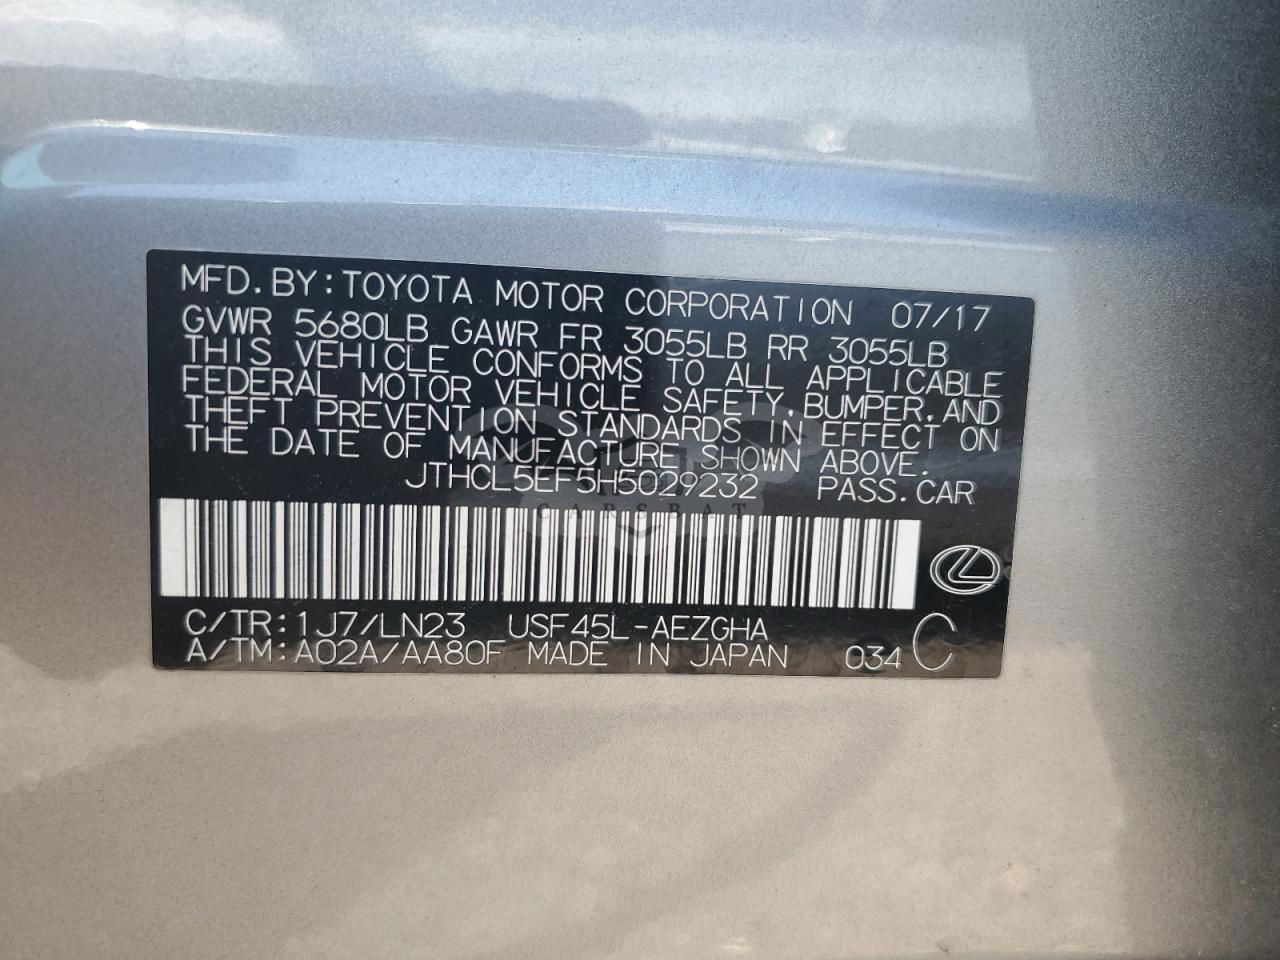 MFD.BY:TOYOTA MOTOR CORPORATION 07/17
GVWR 5680LB GAWR FR 3055LB RR 3055LB
THIS VEHICLE CONFORMS TO ALL APPLICABLE
FEDERAL MOTOR VEHICLE SAFETY,BUMPER,AND
THEFT PREVENTION STANDARDS IN EFFECT ON
THE DATE OF MANUFACTURE SHOWN ABOVE.
JTHCL5EF5H5029232 PASS.CAR
CARSBAT
C/TR:1J7/LN23 USF45L-AEZGHA
A/TM:A02A/AA80F MADE IN JAPAN 034 C